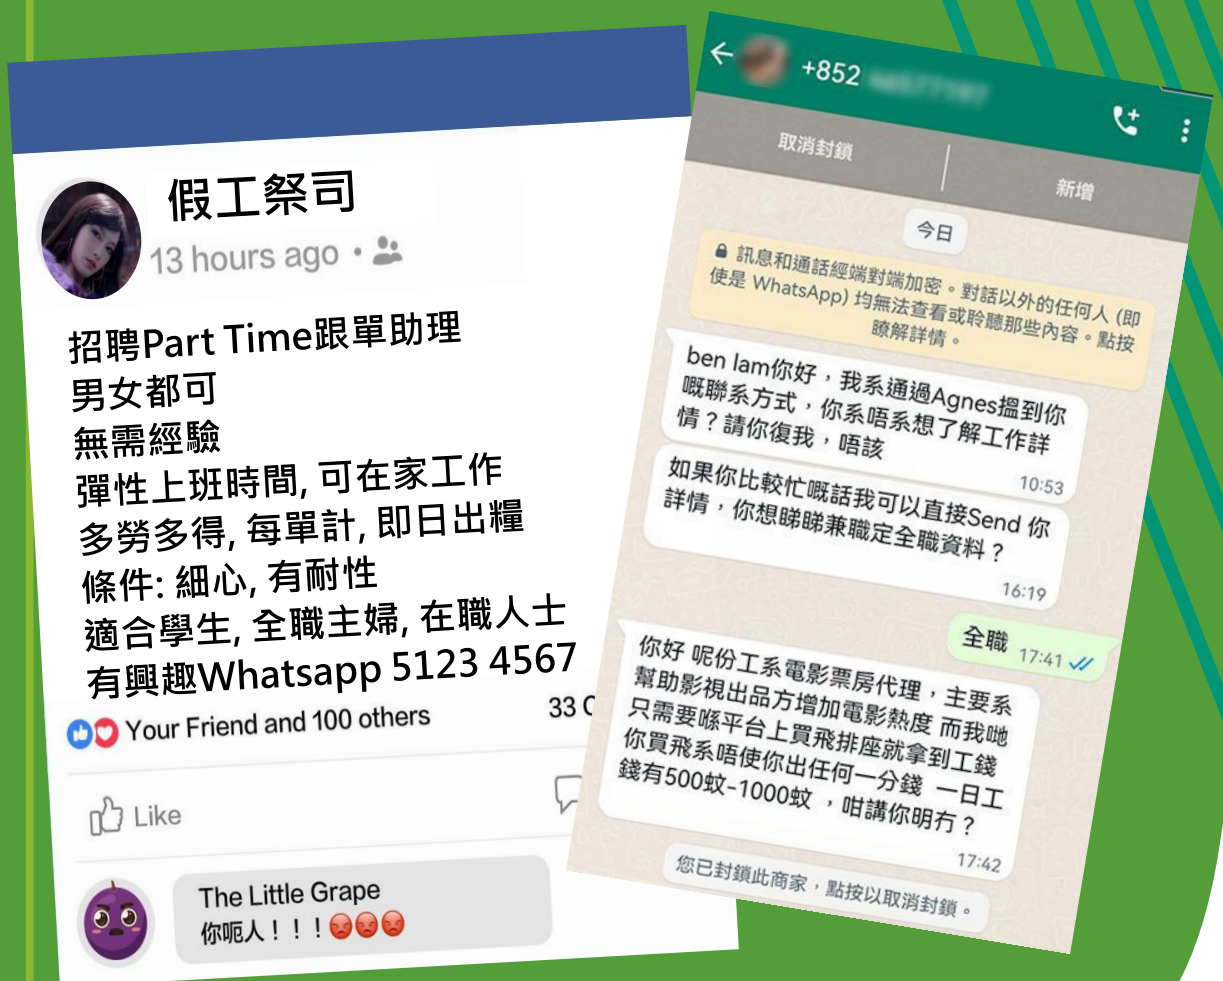 假工祭司
13 hours ago
招聘Part Time跟單助理
男女都可
無需經驗
彈性上班時間, 可在家工作
多勞多得, 每單計, 即日出糧
條件: 細心, 有耐性
適合學生, 全職主婦, 在職人士
有興趣Whatsapp 5123 4567
Your Friend and 100 others
33
Like
The Little Grape
你呃人！！！
+852
取消封鎖
新增
今日
訊息和通話經端對端加密。對話以外的任何人 (即
使是 WhatsApp) 均無法查看或聆聽那些內容。點按
瞭解詳情。
ben lam你好，我系通過Agnes搵到你
嘅聯系方式，你系唔系想了解工作詳
情？請你復我，唔該
10:53
如果你比較忙嘅話我可以直接Send 你
詳情，你想睇睇兼職定全職資料？
16:19
全職
17:41
你好 呢份工系電影票房代理，主要系
幫助影視出品方增加電影熱度 而我哋
只需要喺平台上買飛排座就拿到工錢
你買飛系唔使你出任何一分錢 一日工
錢有500蚊-1000蚊 ，咁講你明冇？
17:42
您已封鎖此商家，點按以取消封鎖。